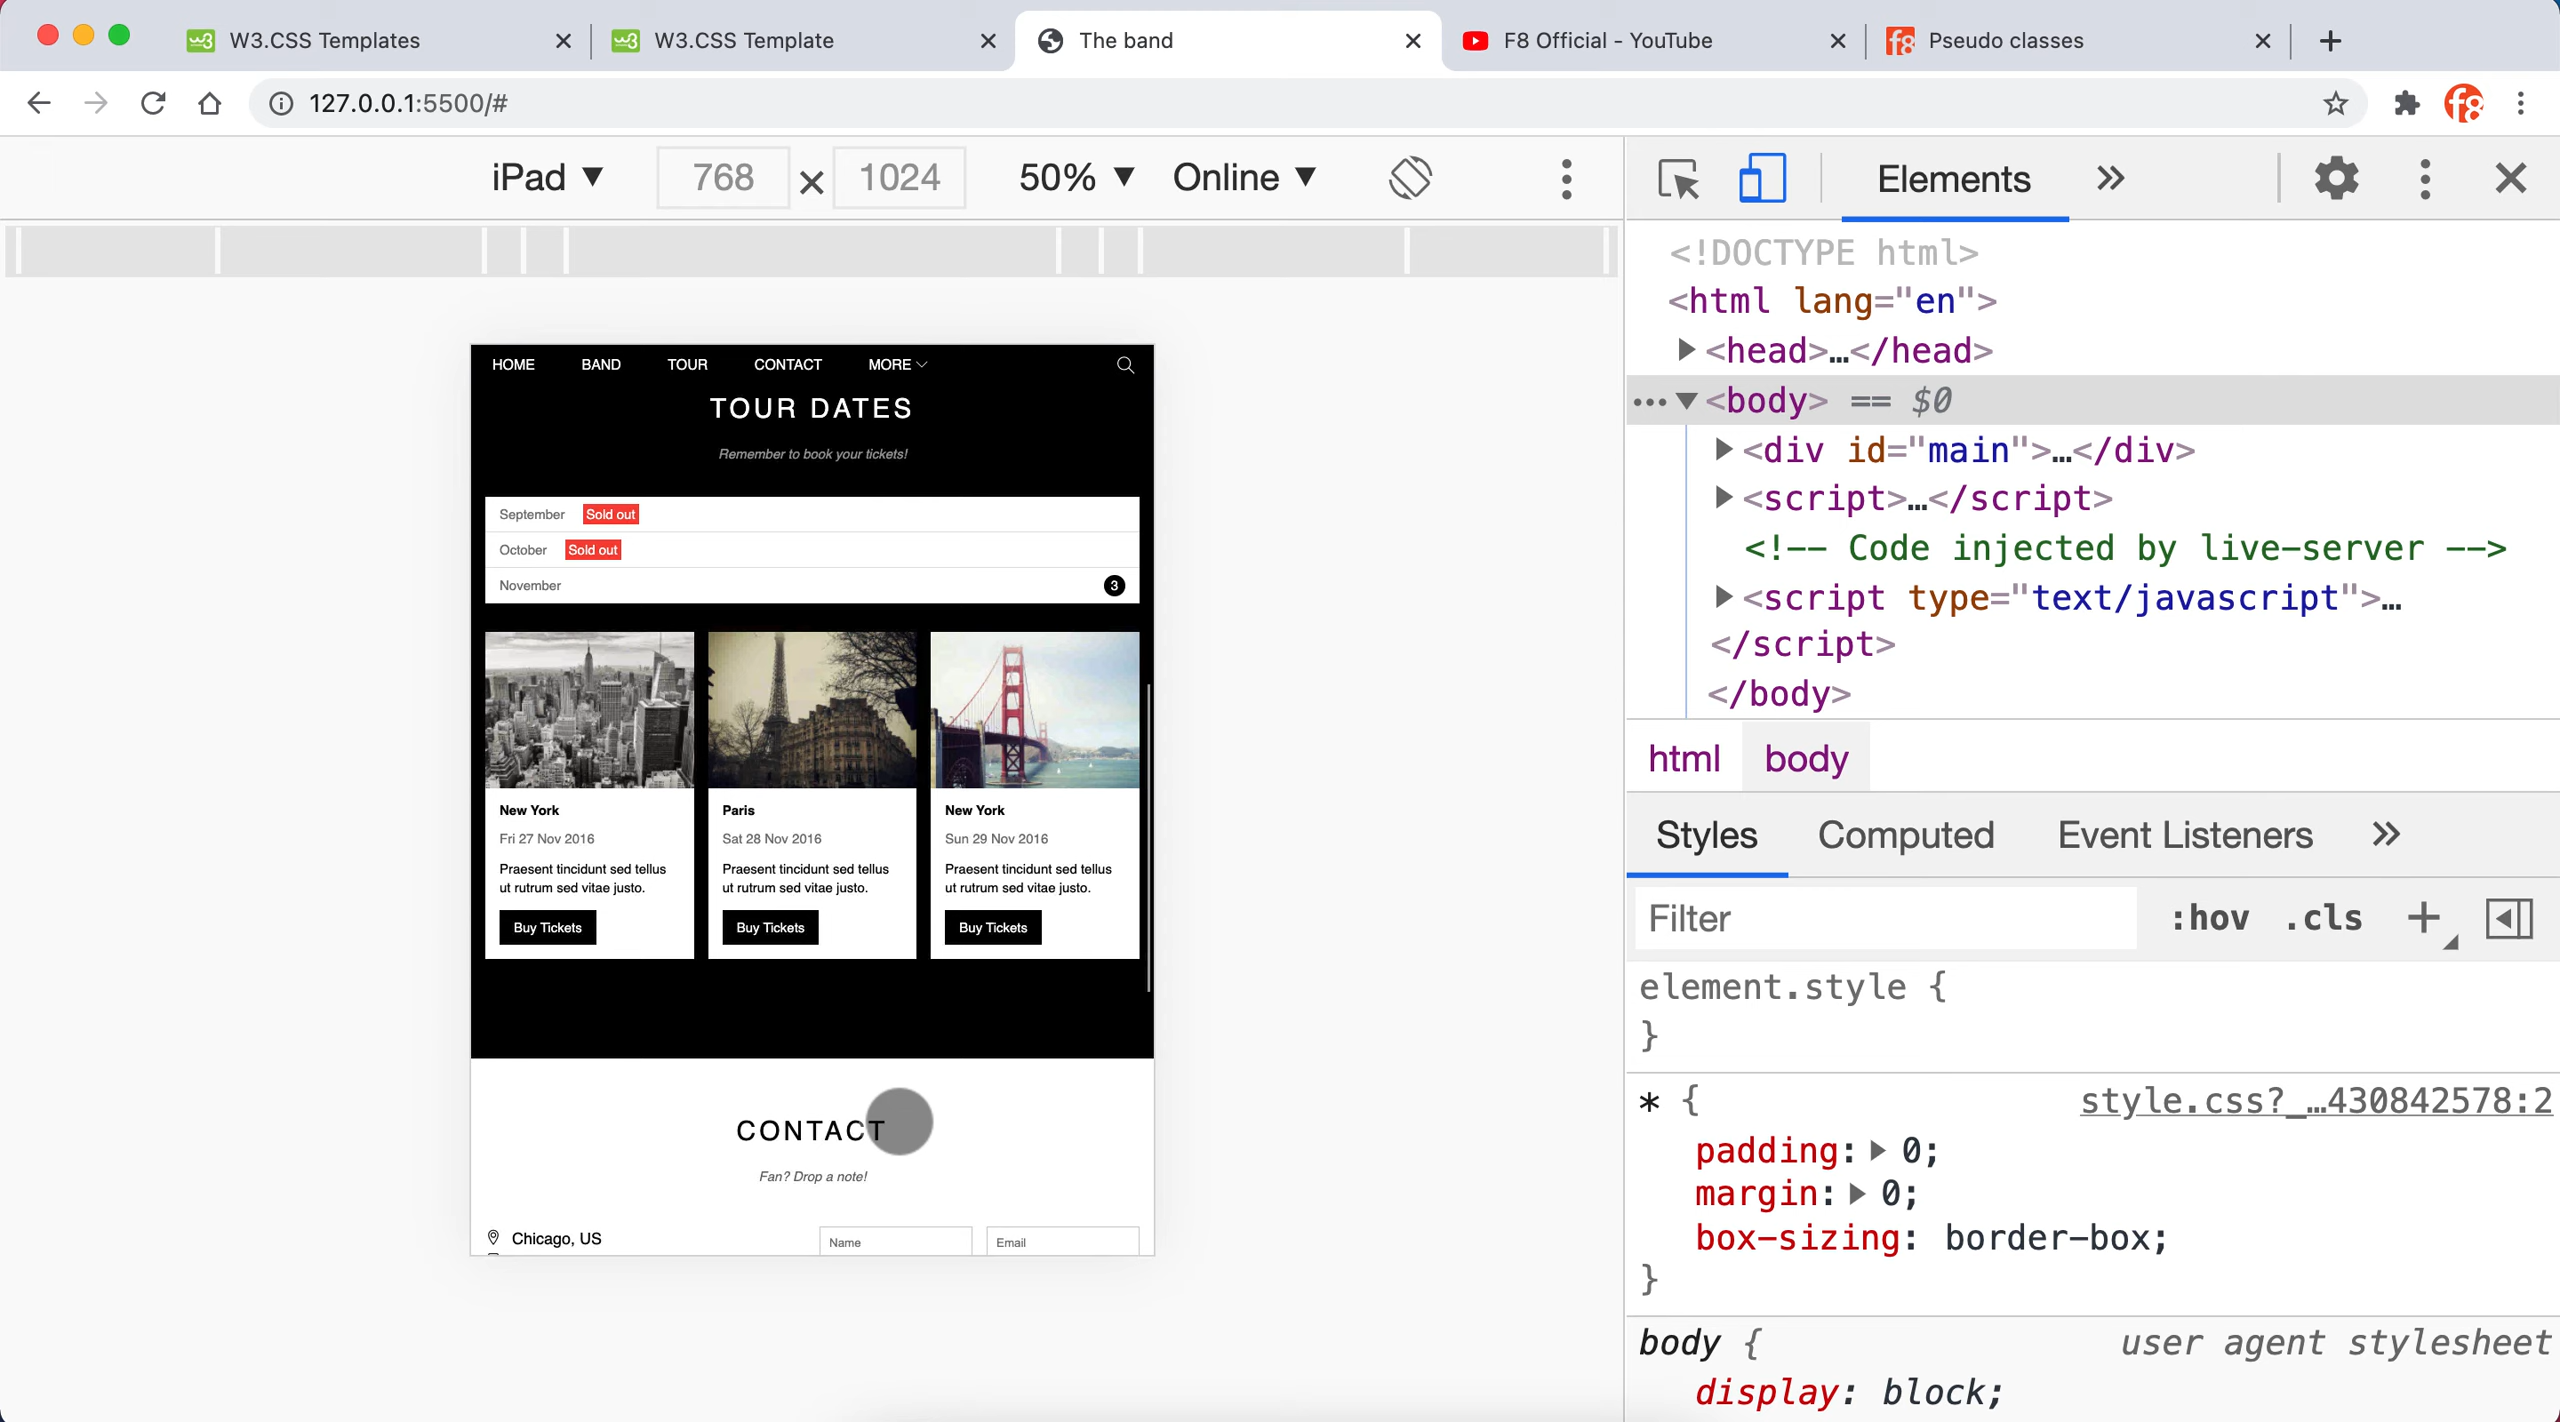 W3.CSS Templates
W3.CSS Template
The band
F8 Official - YouTube
Pseudo classes
127.0.0.1:5500/#
iPad ▼ 768 × 1024 50% ▼ Online ▼
Elements
<!DOCTYPE html>
<html lang="en">
<head>…</head>
<body> == $0
<div id="main">…</div>
<script>…</script>
<!-- Code injected by live-server -->
<script type="text/javascript">…
</script>
</body>
html body
Styles Computed Event Listeners
Filter :hov .cls
element.style {
}
* { style.css?_…430842578:2
padding: 0;
margin: 0;
box-sizing: border-box;
}
body { user agent stylesheet
display: block;
HOME BAND TOUR CONTACT MORE
TOUR DATES
Remember to book your tickets!
September Sold out
October Sold out
November 3
New York
Fri 27 Nov 2016
Praesent tincidunt sed tellus
ut rutrum sed vitae justo.
Buy Tickets
Paris
Sat 28 Nov 2016
Praesent tincidunt sed tellus
ut rutrum sed vitae justo.
Buy Tickets
New York
Sun 29 Nov 2016
Praesent tincidunt sed tellus
ut rutrum sed vitae justo.
Buy Tickets
CONTACT
Fan? Drop a note!
Chicago, US
Name Email